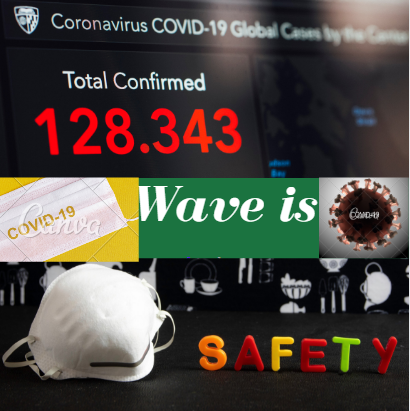 Coronavirus COVID-19 Global Cases by the Center
Total Confirmed
128.343
COVID-19
Canva
Wave is
COVID-19
SAFETY